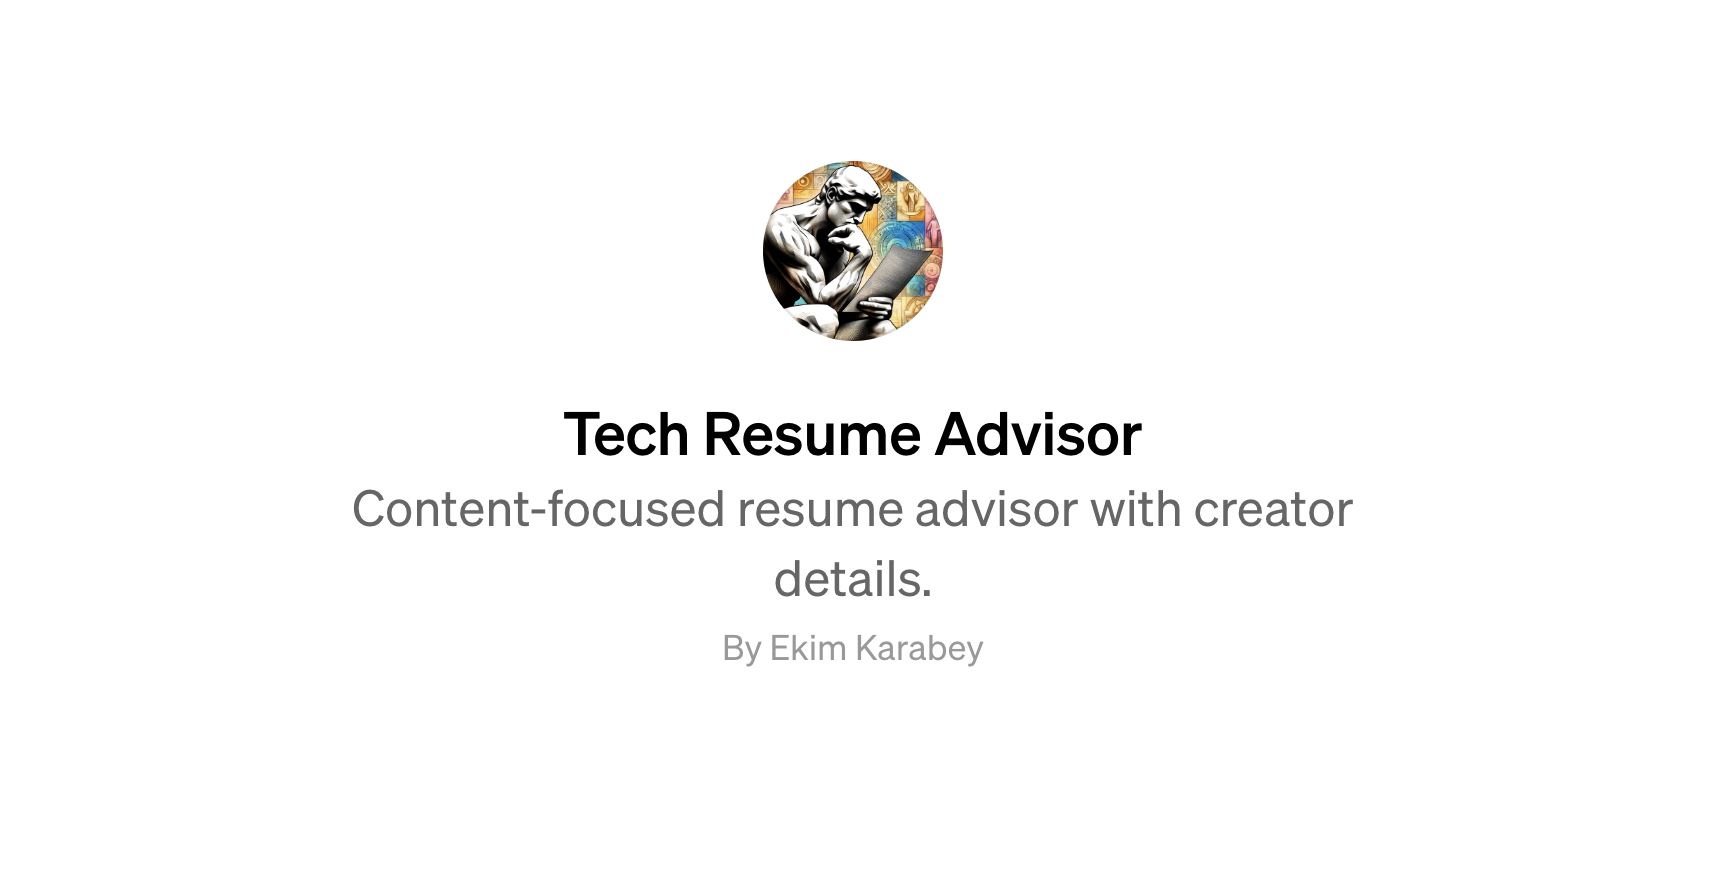 Tech Resume Advisor
Content-focused resume advisor with creator
details.
By Ekim Karabey